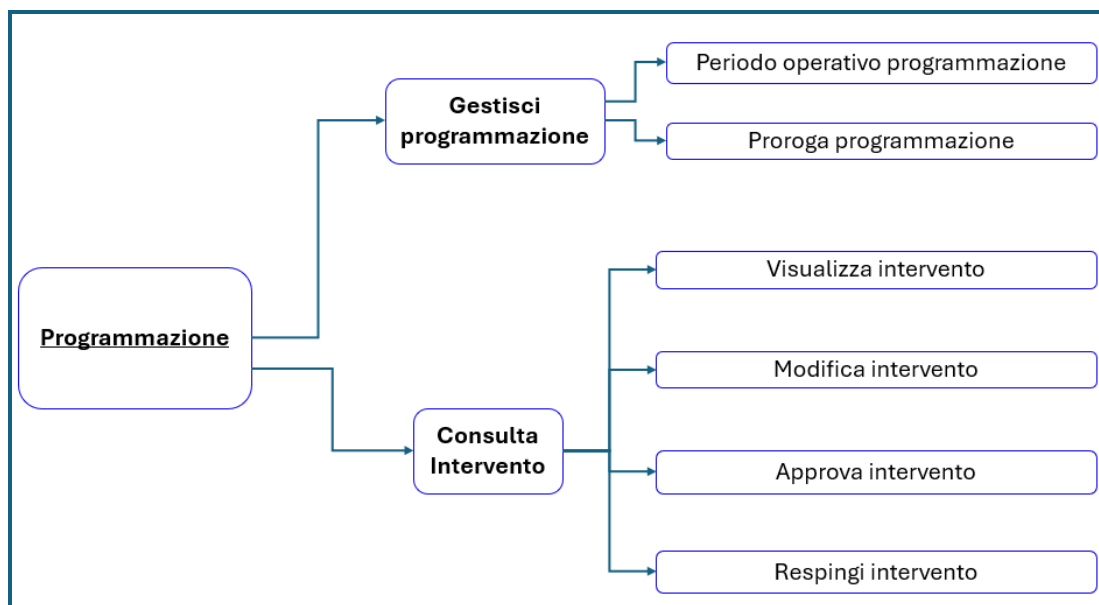 Periodo operativo programmazione
Gestisci
programmazione
Proroga programmazione
Visualizza intervento
Programmazione
Modifica intervento
Consulta
Intervento
Approva intervento
Respingi intervento